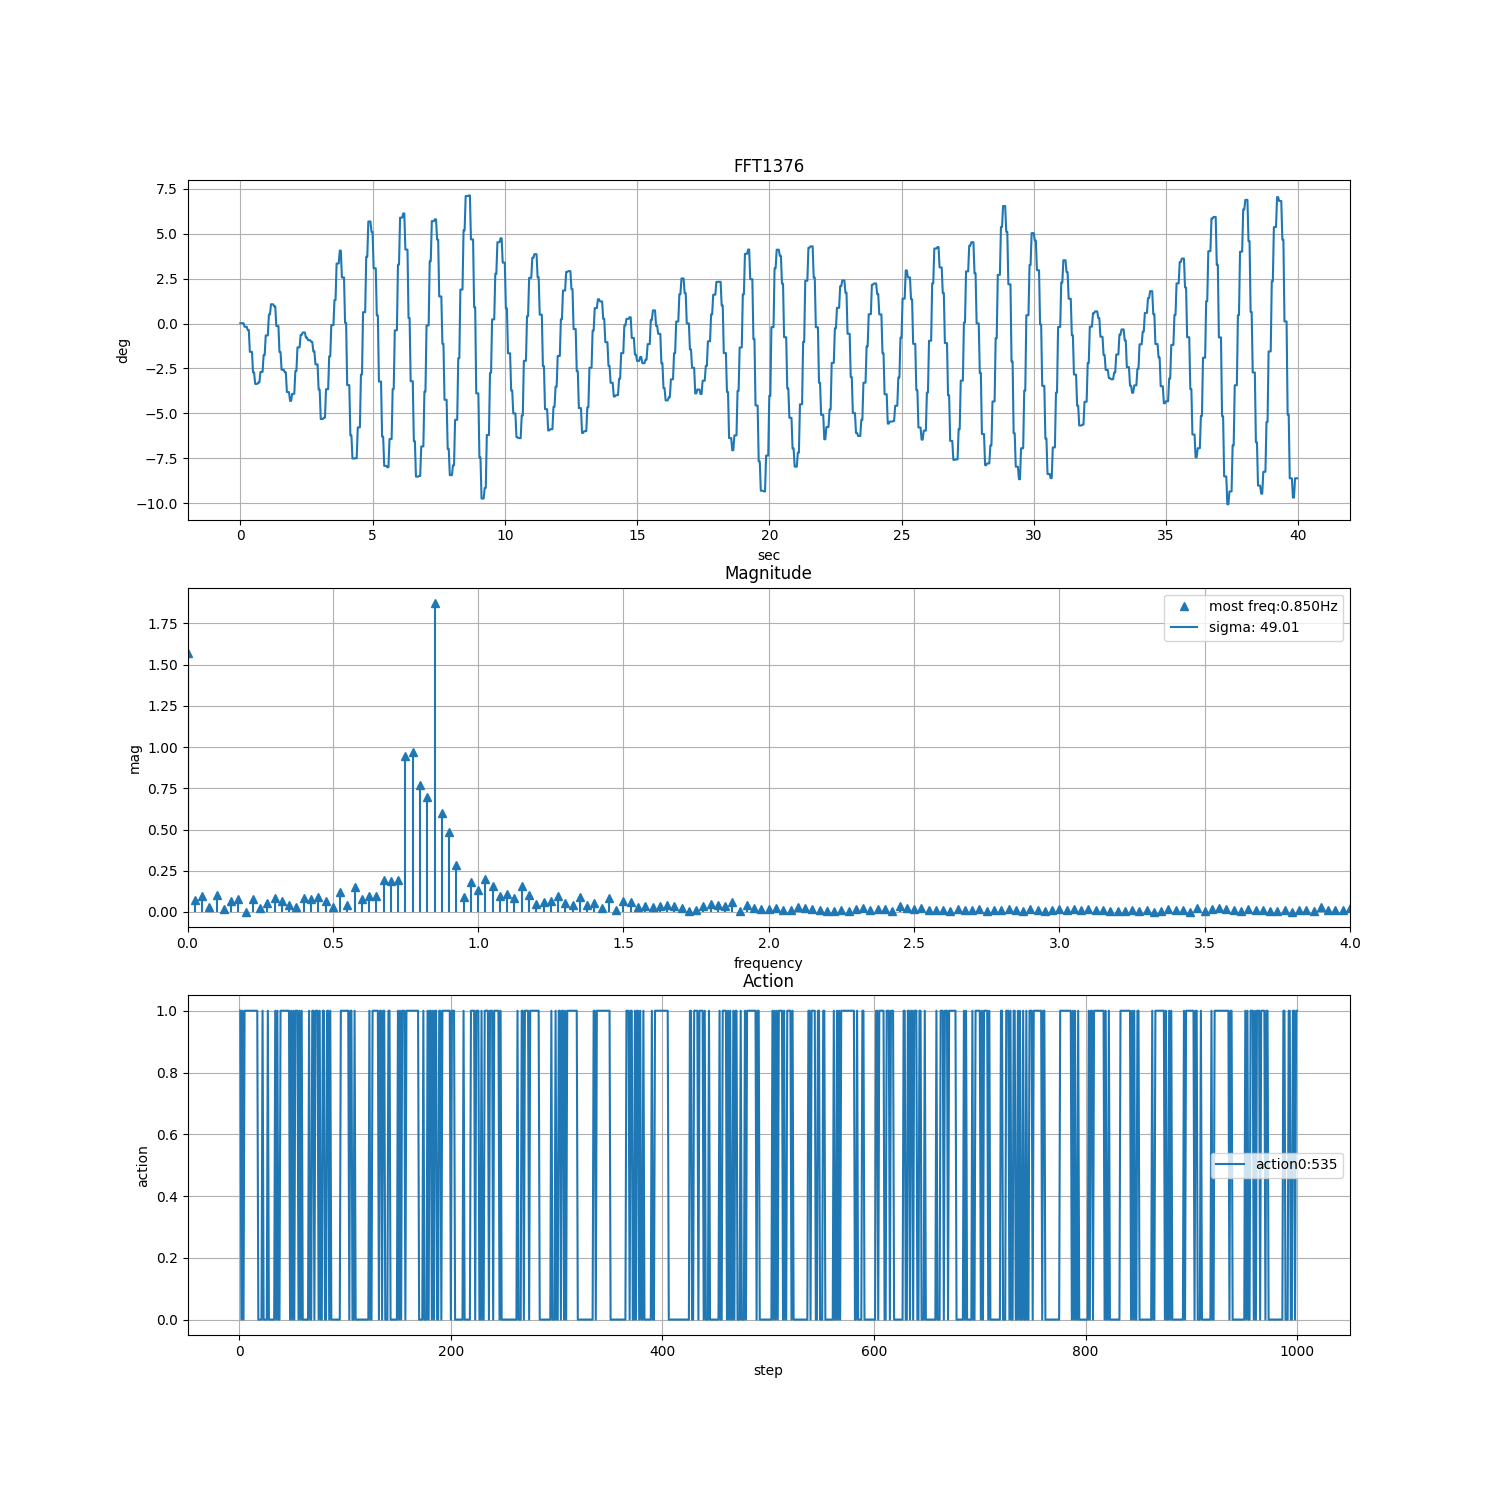 FFT1376
7.5
5.0
2.5
0.0
−2.5
−5.0
−7.5
−10.0
deg
0 5 10 15 20 25 30 35 40
sec
Magnitude
most freq:0.850Hz
sigma: 49.01
1.75
1.50
1.25
1.00
0.75
0.50
0.25
0.00
mag
0.0 0.5 1.0 1.5 2.0 2.5 3.0 3.5 4.0
frequency
Action
1.0
0.8
0.6
0.4
0.2
0.0
action
action0:535
0 200 400 600 800 1000
step